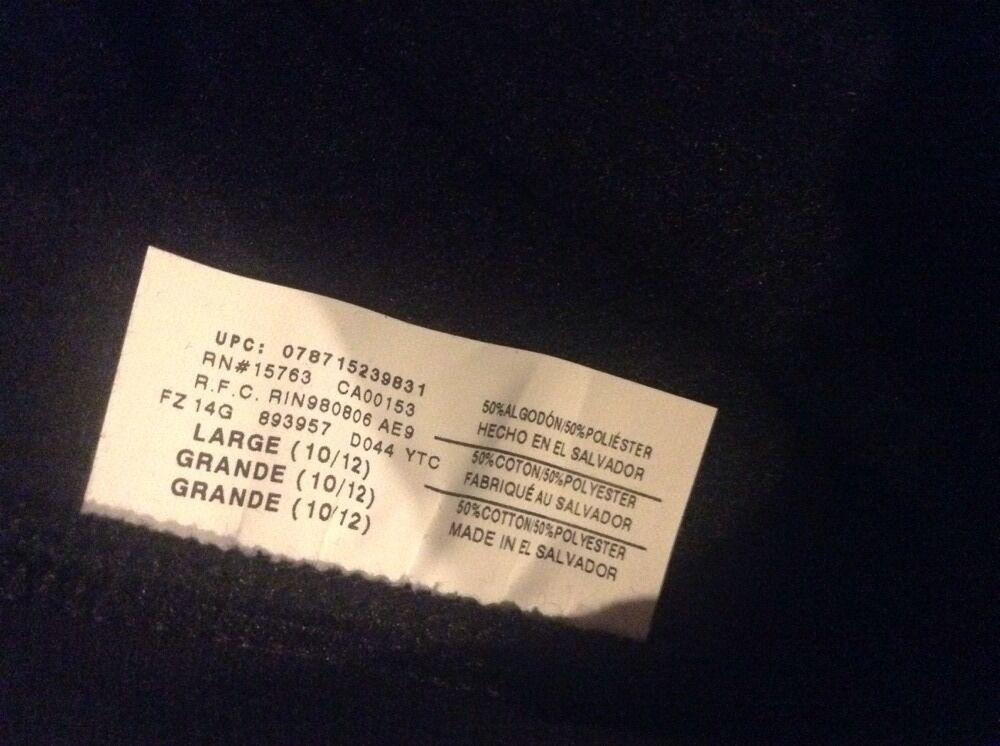 UPC: 078715239831
RN#15763 CA00153
R.F.C. RIN980806 AE9
FZ 14G 893957 D044 YTC
LARGE (10/12)
GRANDE (10/12)
GRANDE (10/12)
50%ALGODÓN/50%POLIÉSTER
HECHO EN EL SALVADOR
50%COTON/50%POLYESTER
FABRIQUÉ AU SALVADOR
50%COTTON/50%POLYESTER
MADE IN EL SALVADOR